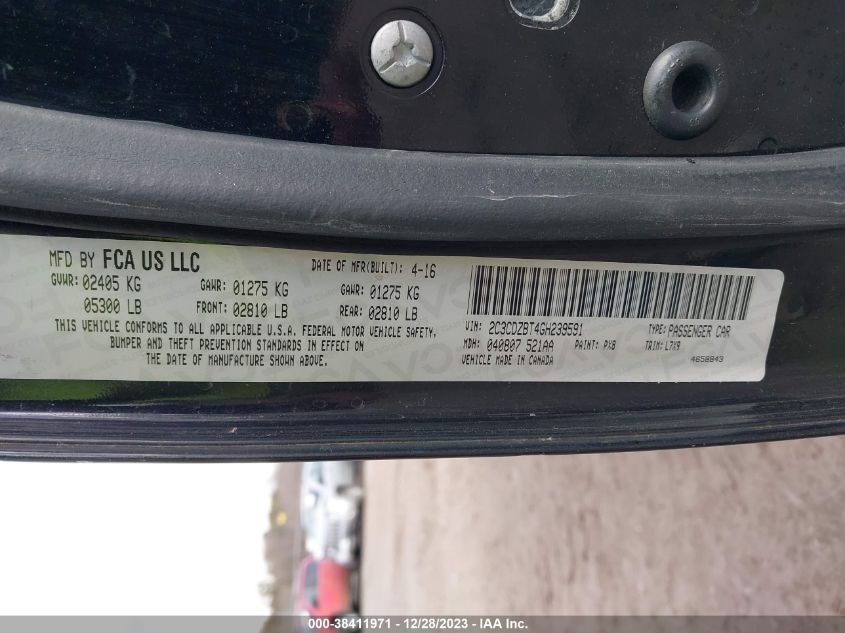 MFD BY FCA US LLC
DATE OF MFR(BUILT): 4-16
GVWR: 02405 KG GAWR: 01275 KG GAWR: 01275 KG
05300 LB FRONT: 02810 LB REAR: 02810 LB
THIS VEHICLE CONFORMS TO ALL APPLICABLE U.S.A. FEDERAL MOTOR VEHICLE SAFETY,
BUMPER AND THEFT PREVENTION STANDARDS IN EFFECT ON
THE DATE OF MANUFACTURE SHOWN ABOVE.
VIN: 2C3CDZBT4GH239591 TYPE: PASSENGER CAR
MDH: 040807 521AA PAINT: PX8 TRIM: L7X9
VEHICLE MADE IN CANADA 4658843
000-38411971 - 12/28/2023 - IAA Inc.